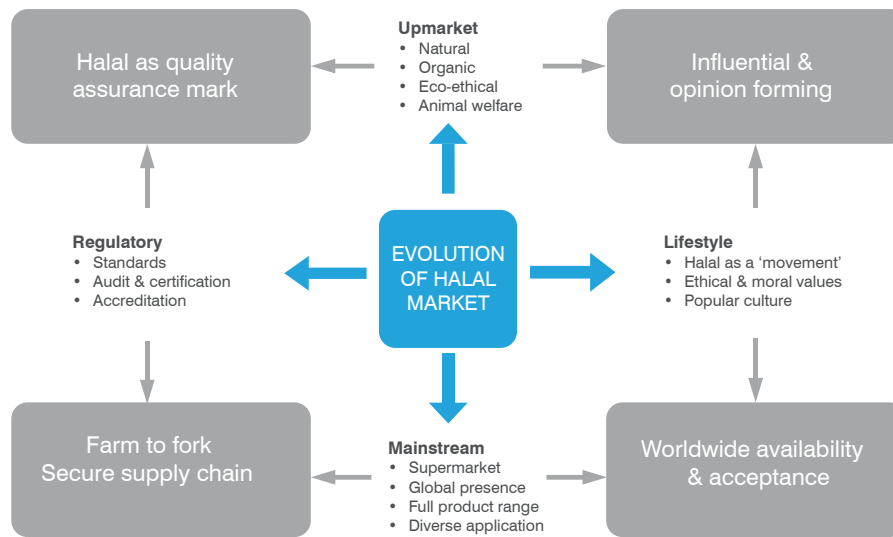 Halal as quality
assurance mark
Upmarket
• Natural
• Organic
• Eco-ethical
• Animal welfare
Influential &
opinion forming
Regulatory
• Standards
• Audit & certification
• Accreditation
EVOLUTION
OF HALAL
MARKET
Lifestyle
• Halal as a ‘movement’
• Ethical & moral values
• Popular culture
Farm to fork
Secure supply chain
Mainstream
• Supermarket
• Global presence
• Full product range
• Diverse application
Worldwide availability
& acceptance